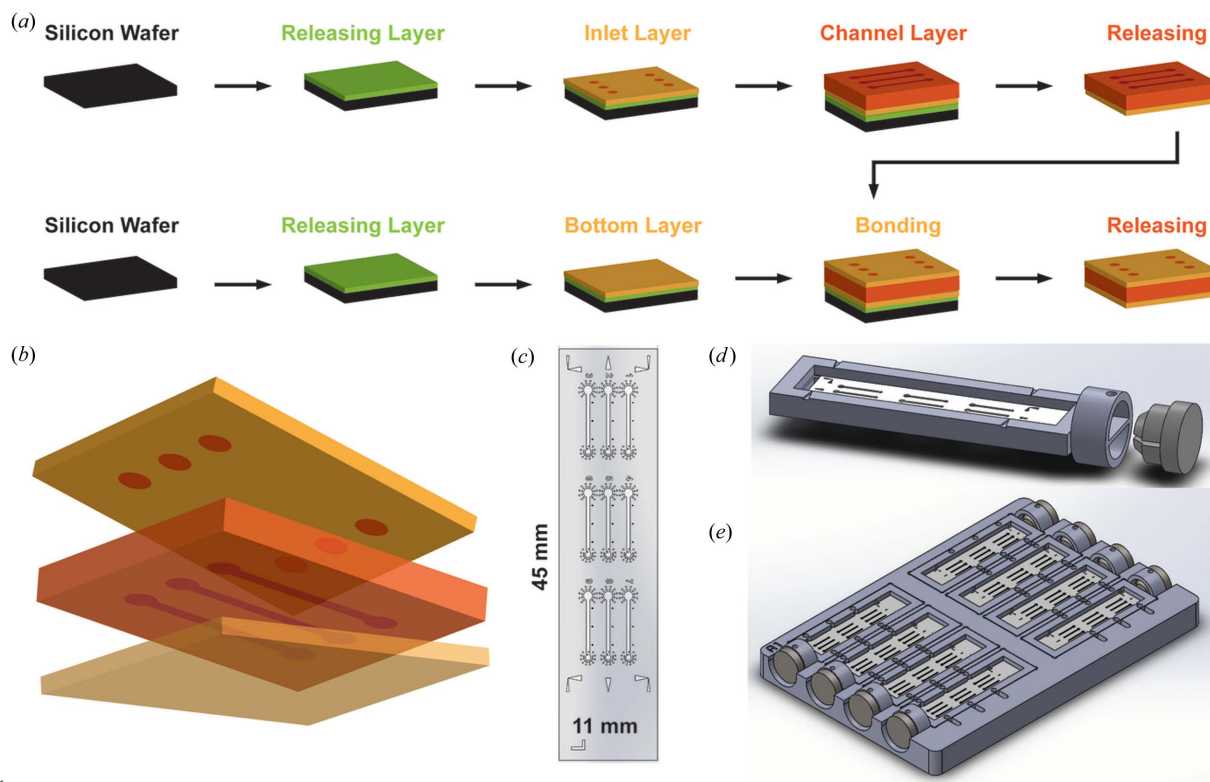 (a)
Silicon Wafer Releasing Layer Inlet Layer Channel Layer Releasing
Silicon Wafer Releasing Layer Bottom Layer Bonding Releasing
(b) (c) (d)
(e)
45 mm
11 mm